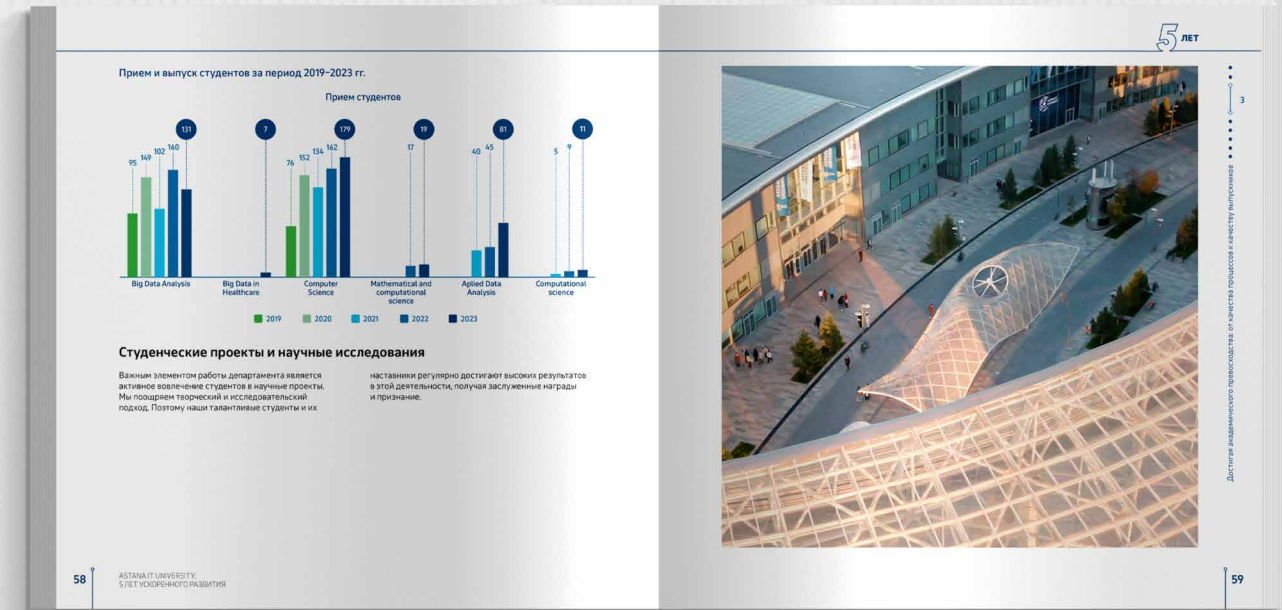 Прием и выпуск студентов за период 2019–2023 гг.
Прием студентов
131
7
179
19
81
11
95
149
102
160
76
152
134
162
17
40
45
5
9
Big Data Analysis
Big Data in
Healthcare
Computer
Science
Mathematical and
computational
science
Aplied Data
Analysis
Computational
science
2019
2020
2021
2022
2023
Студенческие проекты и научные исследования
Важным элементом работы департамента является
активное вовлечение студентов в научные проекты.
Мы поощряем творческий и исследовательский
подход. Поэтому наши талантливые студенты и их
наставники регулярно достигают высоких результатов
в этой деятельности, получая заслуженные награды
и признание.
58
ASTANA IT UNIVERSITY:
5 ЛЕТ УСКОРЕННОГО РАЗВИТИЯ
5 ЛЕТ
3
Достигая академического превосходства: от качества процессов к качеству выпускников
59